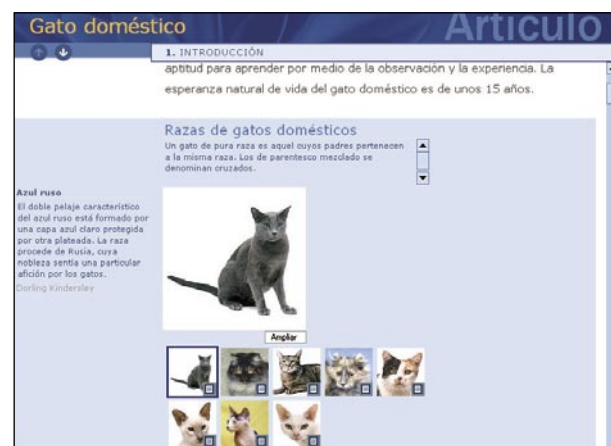 Gato doméstico
Artículo
1. INTRODUCCIÓN
aptitud para aprender por medio de la observación y la experiencia. La
esperanza natural de vida del gato doméstico es de unos 15 años.
Razas de gatos domésticos
Un gato de pura raza es aquel cuyos padres pertenecen
a la misma raza. Los de parentesco mezclado se
denominan cruzados.
Azul ruso
El doble pelaje característico
del azul ruso está formado por
una capa azul claro protegida
por otra plateada. La raza
procede de Rusia, cuya
nobleza sentía una particular
afición por los gatos.
Dorling Kindersley
Ampliar